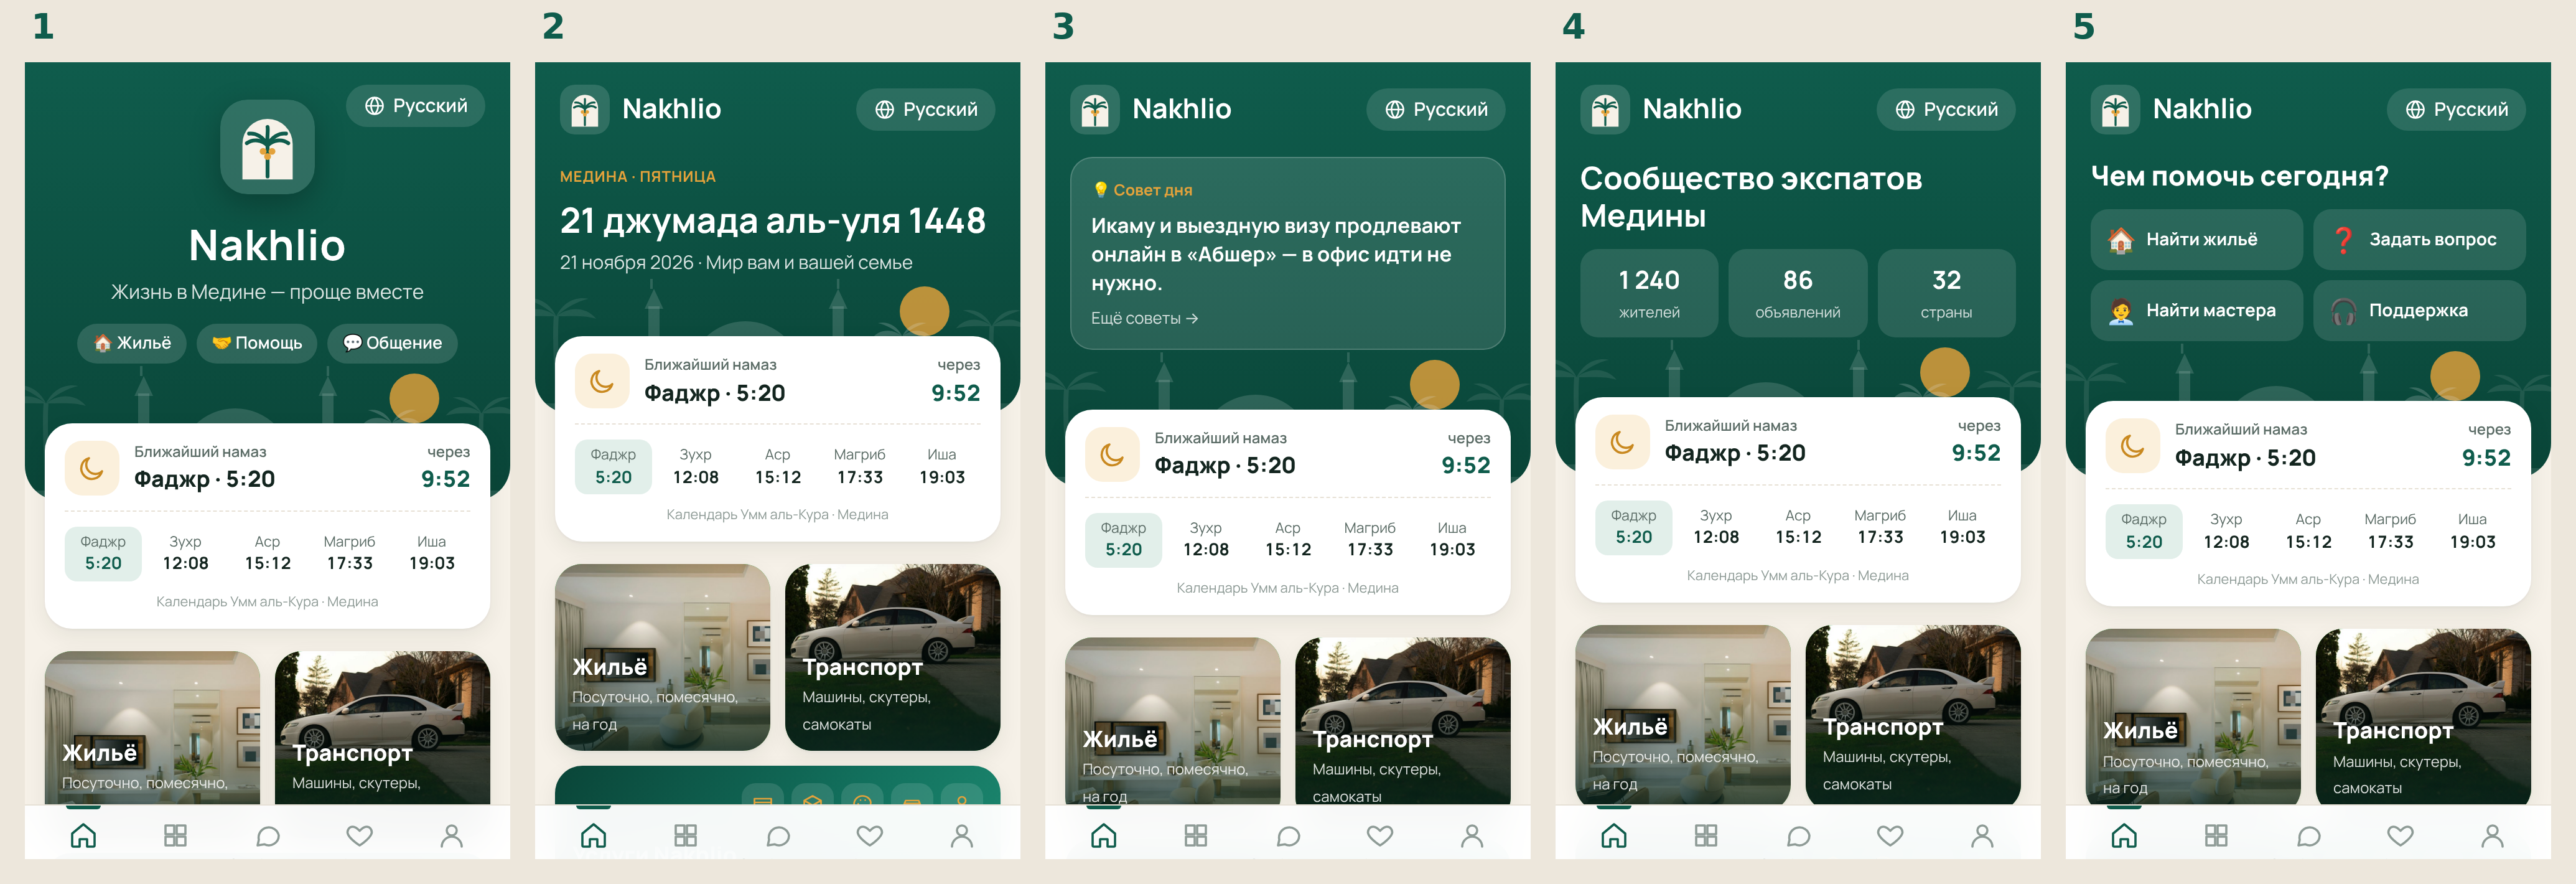 1
Русский
Nakhlio
Жизнь в Медине — проще вместе
🏠 Жильё
🤝 Помощь
💬 Общение
Ближайший намаз
через
Фаджр · 5:20
9:52
Фаджр Зухр Аср Магриб Иша
5:20 12:08 15:12 17:33 19:03
Календарь Умм аль-Кура · Медина
Жильё
Посуточно, помесячно,
Транспорт
Машины, скутеры,
2
Nakhlio
Русский
МЕДИНА · ПЯТНИЦА
21 джумада аль-уля 1448
21 ноября 2026 · Мир вам и вашей семье
Ближайший намаз
через
Фаджр · 5:20
9:52
Фаджр Зухр Аср Магриб Иша
5:20 12:08 15:12 17:33 19:03
Календарь Умм аль-Кура · Медина
Жильё
Посуточно, помесячно,
на год
Транспорт
Машины, скутеры,
самокаты
3
Nakhlio
Русский
💡 Совет дня
Икаму и выездную визу продлевают
онлайн в «Абшер» — в офис идти не
нужно.
Ещё советы →
Ближайший намаз
через
Фаджр · 5:20
9:52
Фаджр Зухр Аср Магриб Иша
5:20 12:08 15:12 17:33 19:03
Календарь Умм аль-Кура · Медина
Жильё
Посуточно, помесячно,
на год
Транспорт
Машины, скутеры,
самокаты
4
Nakhlio
Русский
Сообщество экспатов
Медины
1 240
жителей
86
объявлений
32
страны
Ближайший намаз
через
Фаджр · 5:20
9:52
Фаджр Зухр Аср Магриб Иша
5:20 12:08 15:12 17:33 19:03
Календарь Умм аль-Кура · Медина
Жильё
Посуточно, помесячно,
на год
Транспорт
Машины, скутеры,
самокаты
5
Nakhlio
Русский
Чем помочь сегодня?
Найти жильё
Задать вопрос
Найти мастера
Поддержка
Ближайший намаз
через
Фаджр · 5:20
9:52
Фаджр Зухр Аср Магриб Иша
5:20 12:08 15:12 17:33 19:03
Календарь Умм аль-Кура · Медина
Жильё
Посуточно, помесячно,
на год
Транспорт
Машины, скутеры,
самокаты